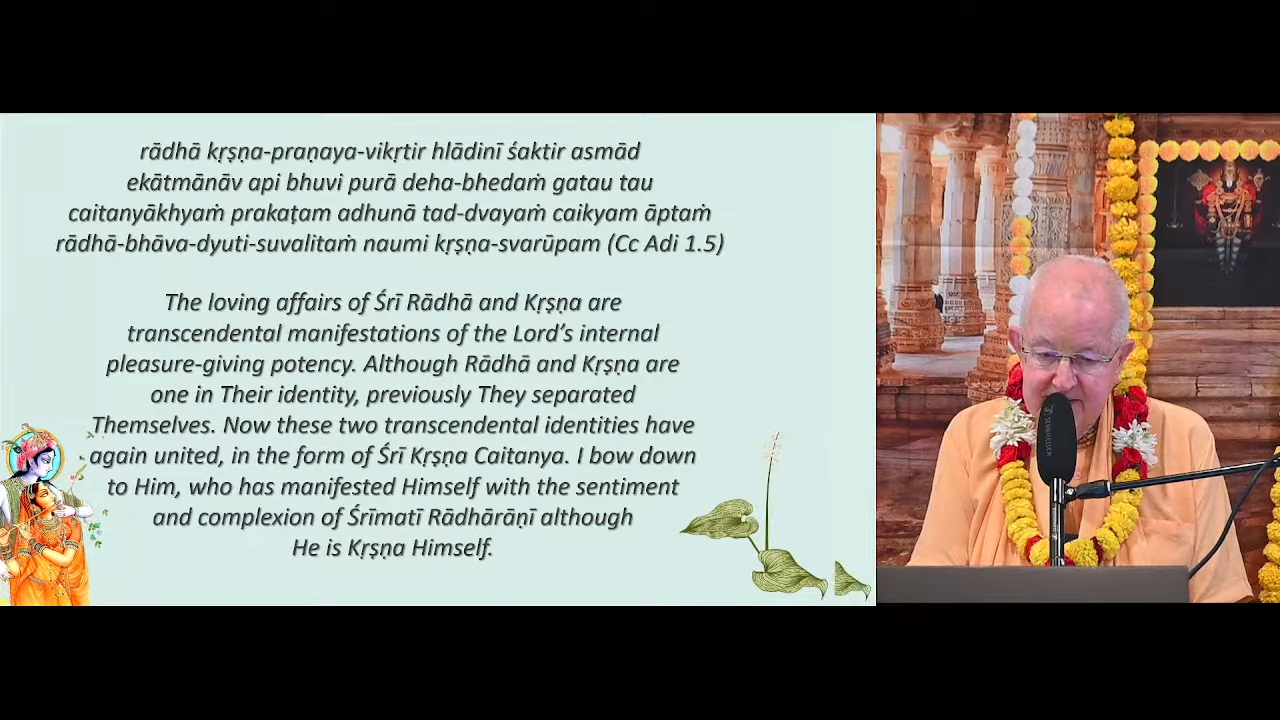 rādhā kṛṣṇa-praṇaya-vikṛtir hlādinī śaktir asmād
ekātmānāv api bhuvi purā deha-bhedaṁ gatau tau
caitanyākhyaṁ prakaṭam adhunā tad-dvayaṁ caikyam āptaṁ
rādhā-bhāva-dyuti-suvalitaṁ naumi kṛṣṇa-svarūpam (Cc Adi 1.5)
The loving affairs of Śrī Rādhā and Kṛṣṇa are
transcendental manifestations of the Lord’s internal
pleasure-giving potency. Although Rādhā and Kṛṣṇa are
one in Their identity, previously They separated
Themselves. Now these two transcendental identities have
again united, in the form of Śrī Kṛṣṇa Caitanya. I bow down
to Him, who has manifested Himself with the sentiment
and complexion of Śrīmatī Rādhārāṇī although
He is Kṛṣṇa Himself.